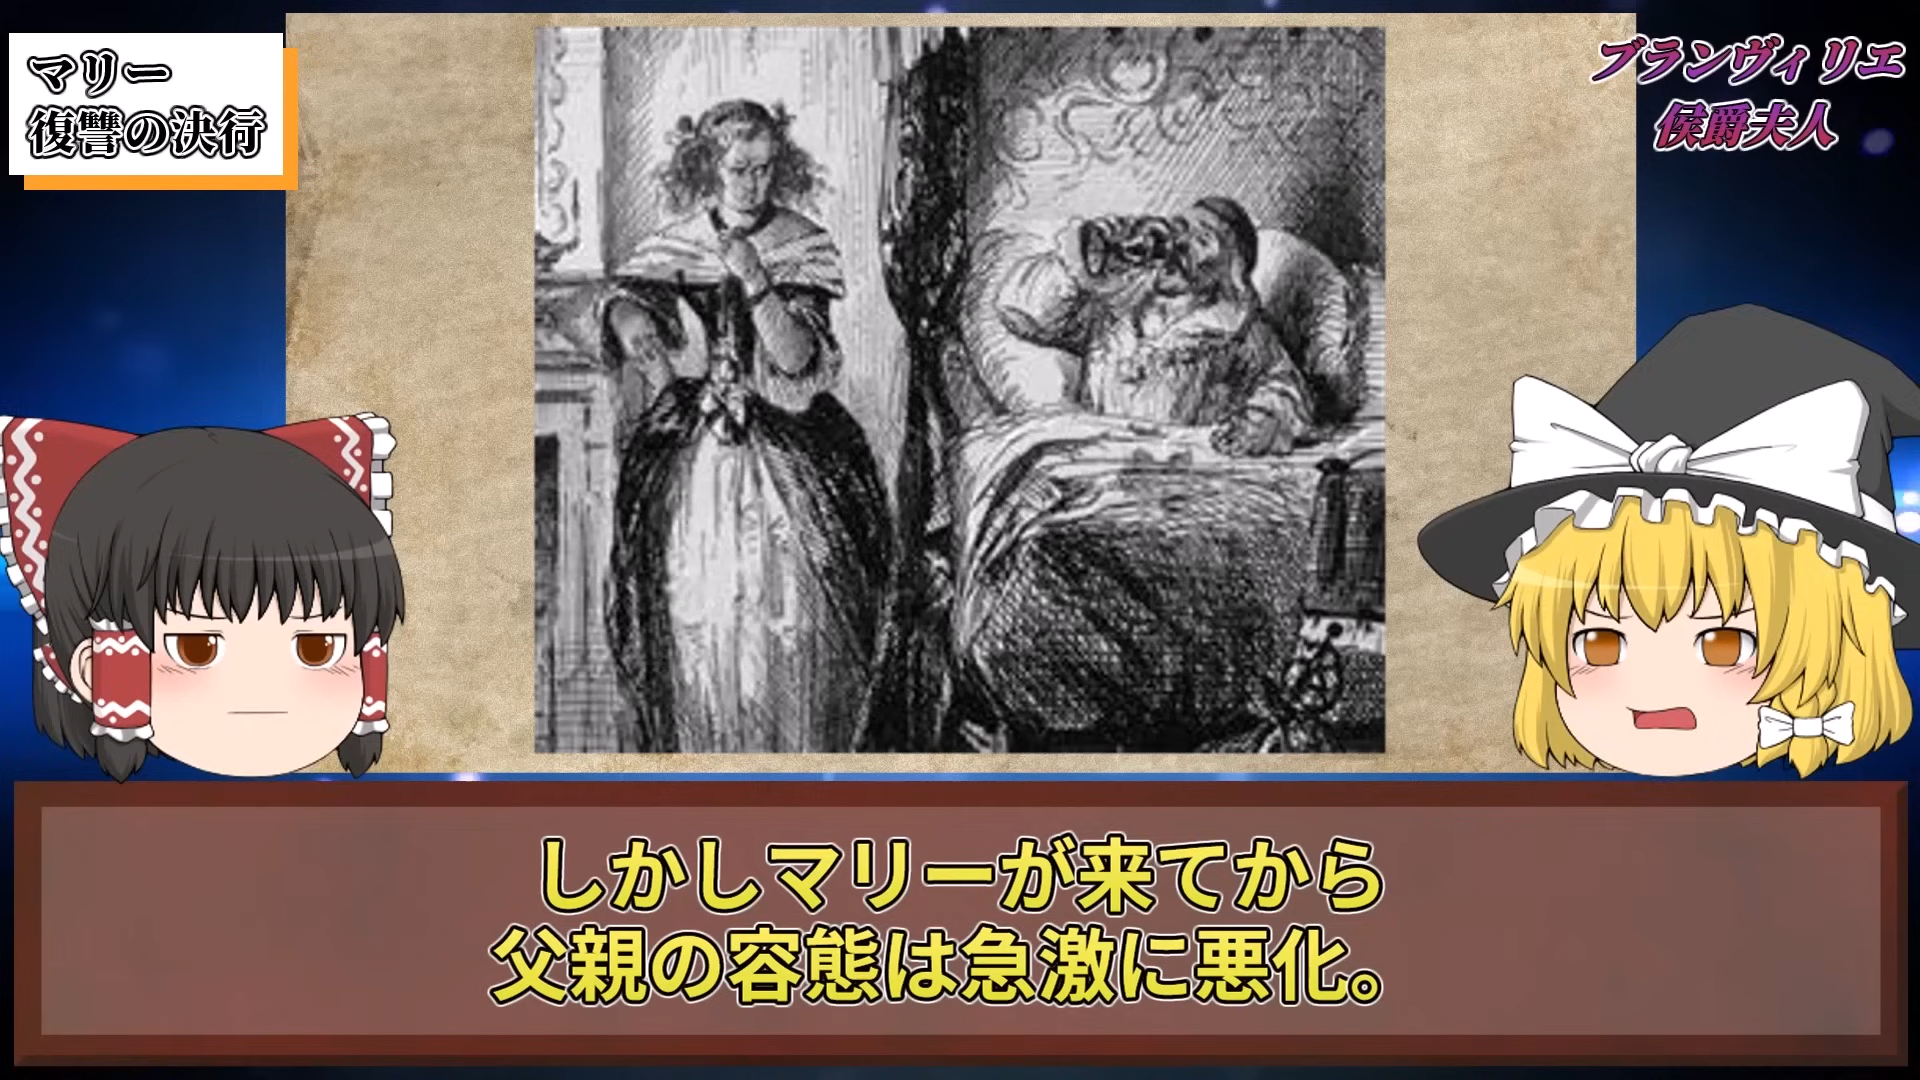 マリー
復讐の決行
ブランヴィリエ
侯爵夫人
しかしマリーが来てから
父親の容態は急激に悪化。